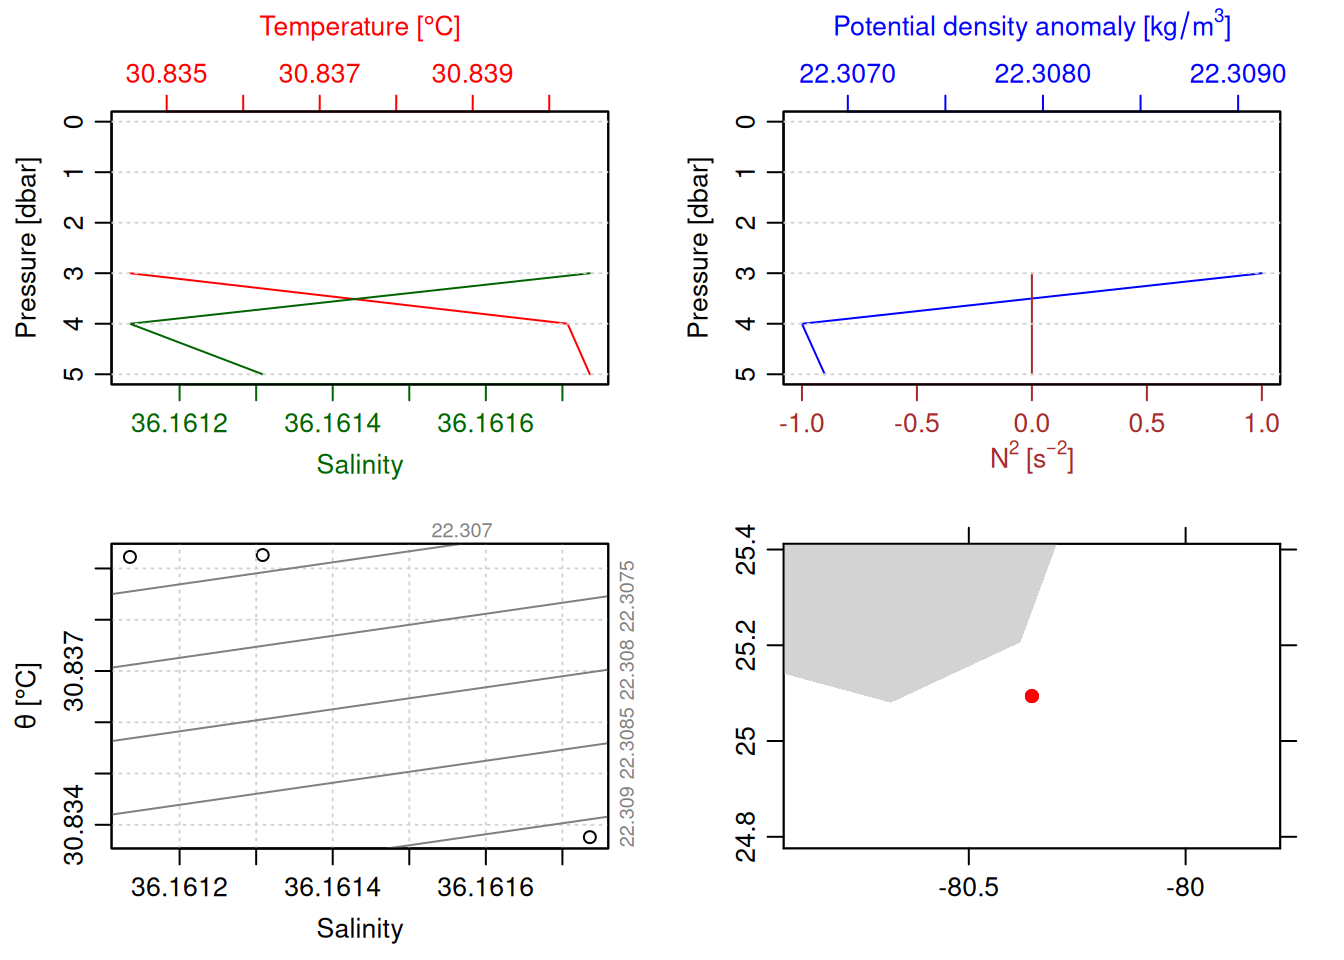 Temperature [°C]
30.835 30.837 30.839
0 1 2 3 4 5
Pressure [dbar]
36.1612 36.1614 36.1616
Salinity
Potential density anomaly [kg/m³]
22.3070 22.3080 22.3090
0 1 2 3 4 5
Pressure [dbar]
-1.0 -0.5 0.0 0.5 1.0
N² [s⁻²]
22.307
22.309 22.3085 22.308 22.3075
30.834 30.837
θ [°C]
36.1612 36.1614 36.1616
Salinity
24.8 25 25.2 25.4
-80.5 -80